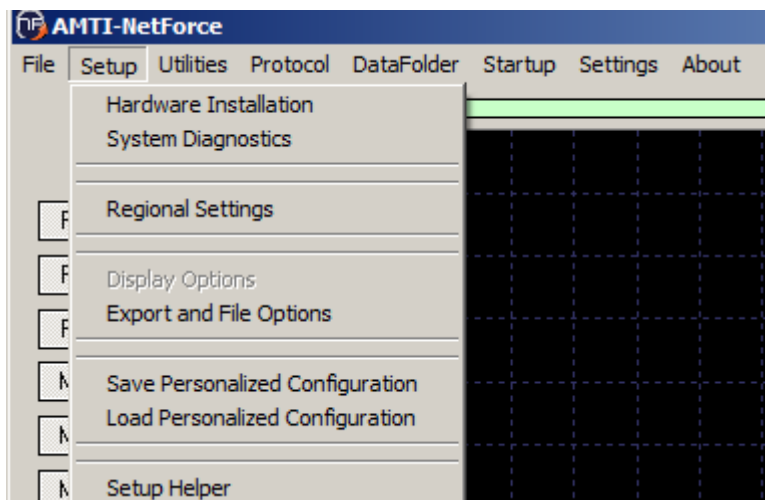 AMTI-NetForce
File Setup Utilities Protocol DataFolder Startup Settings About
Hardware Installation
System Diagnostics
Regional Settings
Display Options
Export and File Options
Save Personalized Configuration
Load Personalized Configuration
Setup Helper